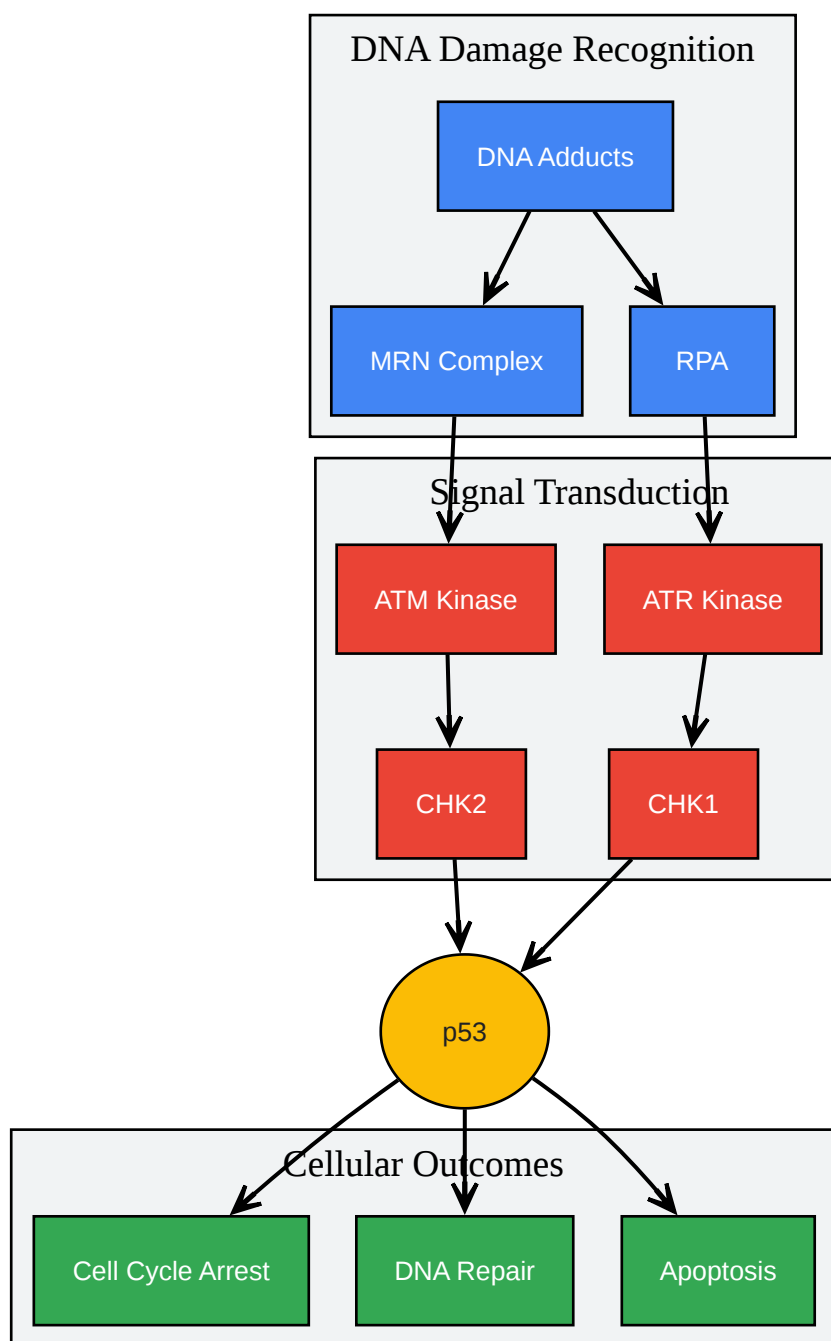 DNA Damage Recognition
DNA Adducts
MRN Complex
RPA
Signal Transduction
ATM Kinase
ATR Kinase
CHK2
CHK1
p53
Cellular Outcomes
Cell Cycle Arrest
DNA Repair
Apoptosis